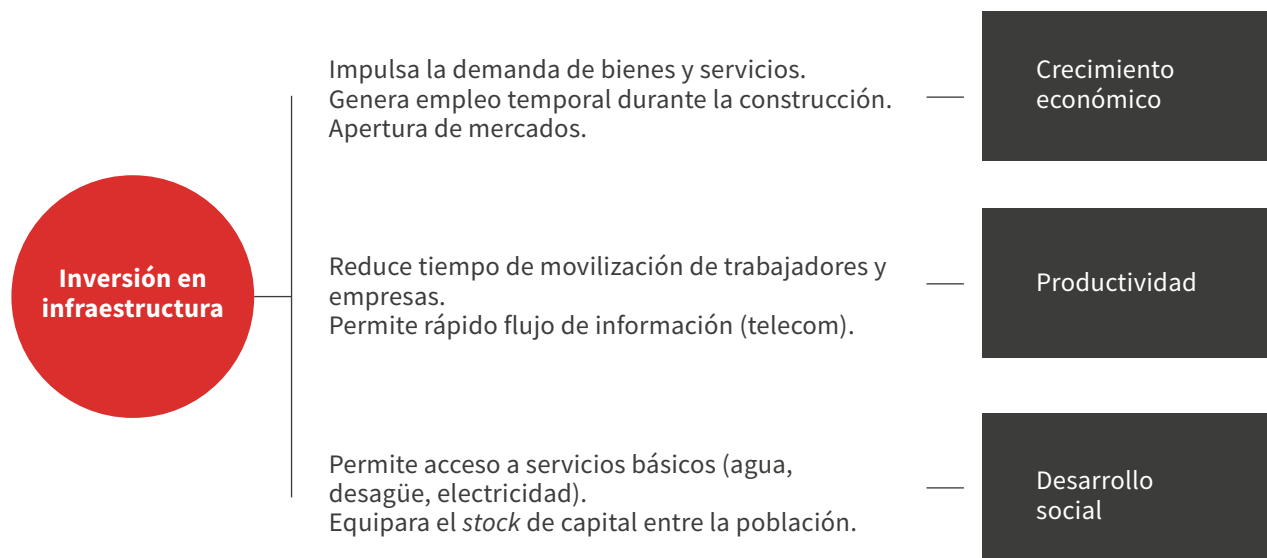 Inversión en
infraestructura
Impulsa la demanda de bienes y servicios.
Genera empleo temporal durante la construcción.
Apertura de mercados.
Crecimiento
económico
Reduce tiempo de movilización de trabajadores y
empresas.
Permite rápido flujo de información (telecom).
Productividad
Permite acceso a servicios básicos (agua,
desagüe, electricidad).
Equipara el stock de capital entre la población.
Desarrollo
social